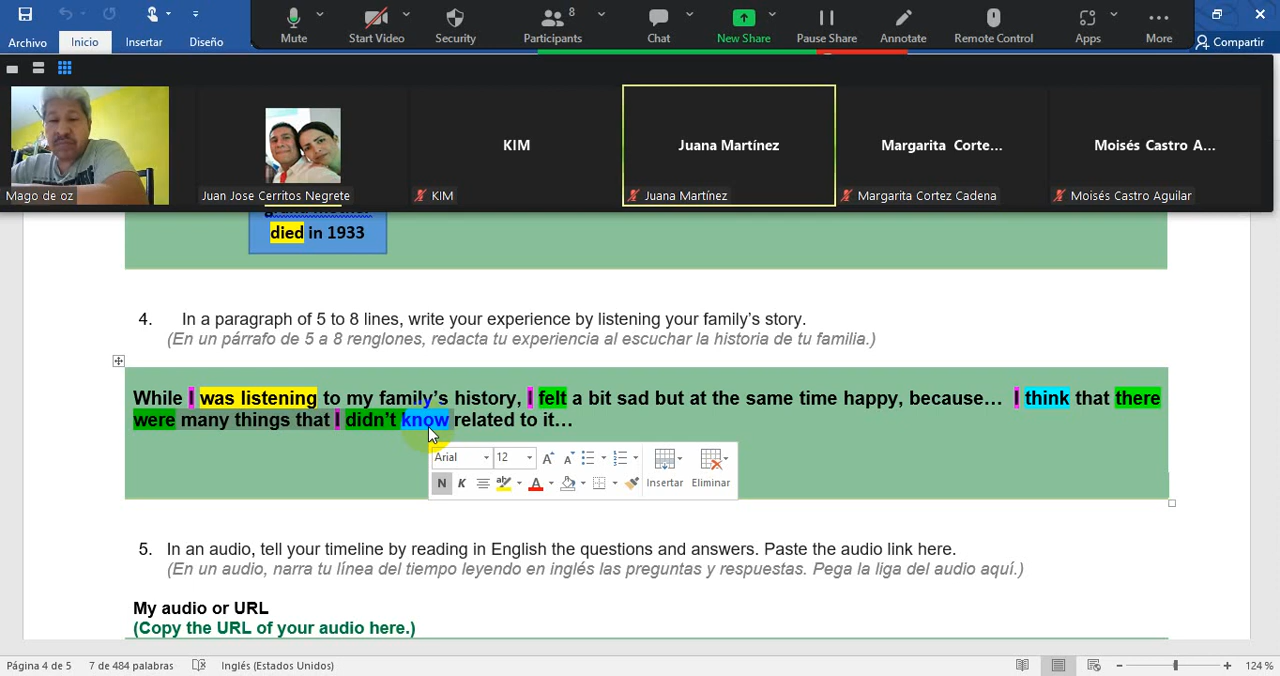 Archivo
Inicio
Insertar
Diseño
Mute
Start Video
Security
Participants
8
Chat
New Share
Pause Share
Annotate
Remote Control
Apps
More
Compartir
Mago de oz
Juan Jose Cerritos Negrete
KIM
KIM
Juana Martínez
Juana Martínez
Margarita Corte...
Margarita Cortez Cadena
Moisés Castro A...
Moisés Castro Aguilar
died in 1933
4. In a paragraph of 5 to 8 lines, write your experience by listening your family’s story.
(En un párrafo de 5 a 8 renglones, redacta tu experiencia al escuchar la historia de tu familia.)
While I was listening to my family’s history, I felt a bit sad but at the same time happy, because… I think that there
were many things that I didn’t know related to it…
Arial
12
N K
Insertar
Eliminar
5. In an audio, tell your timeline by reading in English the questions and answers. Paste the audio link here.
(En un audio, narra tu línea del tiempo leyendo en inglés las preguntas y respuestas. Pega la liga del audio aquí.)
My audio or URL
(Copy the URL of your audio here.)
Página 4 de 5
7 de 484 palabras
Inglés (Estados Unidos)
124 %